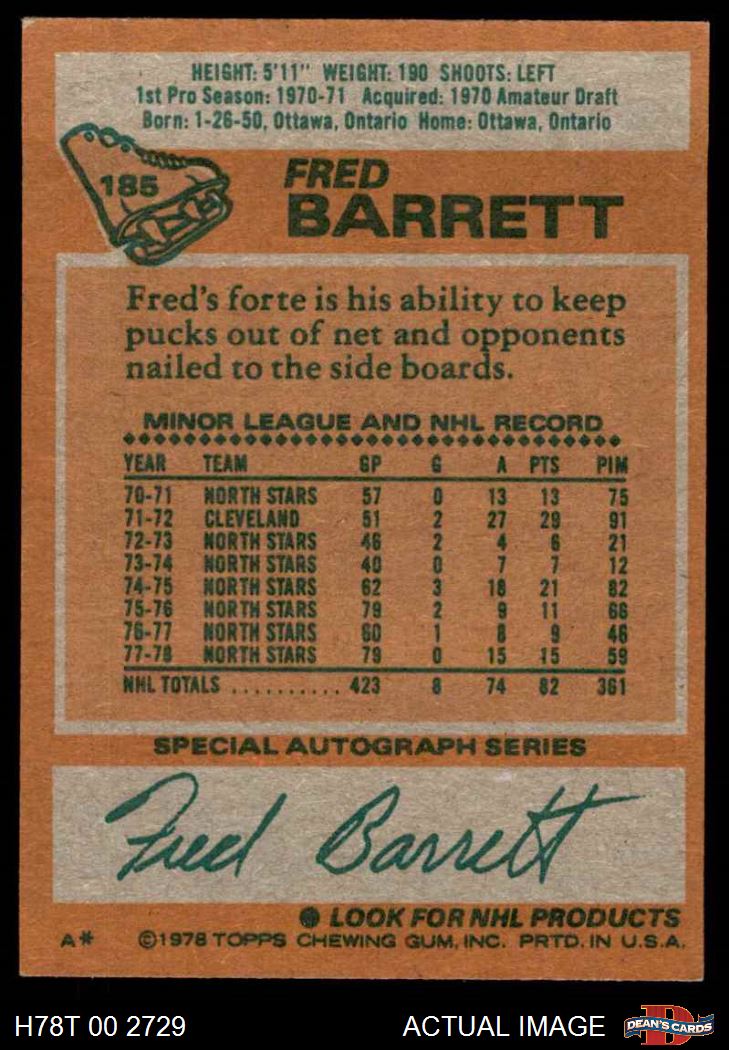 HEIGHT: 5'11" WEIGHT: 190 SHOOTS: LEFT
1st Pro Season: 1970-71 Acquired: 1970 Amateur Draft
Born: 1-26-50, Ottawa, Ontario Home: Ottawa, Ontario
185
FRED
BARRETT
Fred's forte is his ability to keep
pucks out of net and opponents
nailed to the side boards.
MINOR LEAGUE AND NHL RECORD
YEAR TEAM GP G A PTS PIM
70-71 NORTH STARS 57 0 13 13 75
71-72 CLEVELAND 51 2 27 29 91
72-73 NORTH STARS 46 2 4 6 21
73-74 NORTH STARS 40 0 7 7 12
74-75 NORTH STARS 62 3 18 21 82
75-76 NORTH STARS 79 2 9 11 66
76-77 NORTH STARS 60 1 8 9 46
77-78 NORTH STARS 79 0 15 15 59
NHL TOTALS .......... 423 8 74 82 361
SPECIAL AUTOGRAPH SERIES
Fred Barrett
● LOOK FOR NHL PRODUCTS
A* ©1978 TOPPS CHEWING GUM, INC. PRTD. IN U.S.A.
H78T 00 2729 ACTUAL IMAGE
D
DEAN'S CARDS